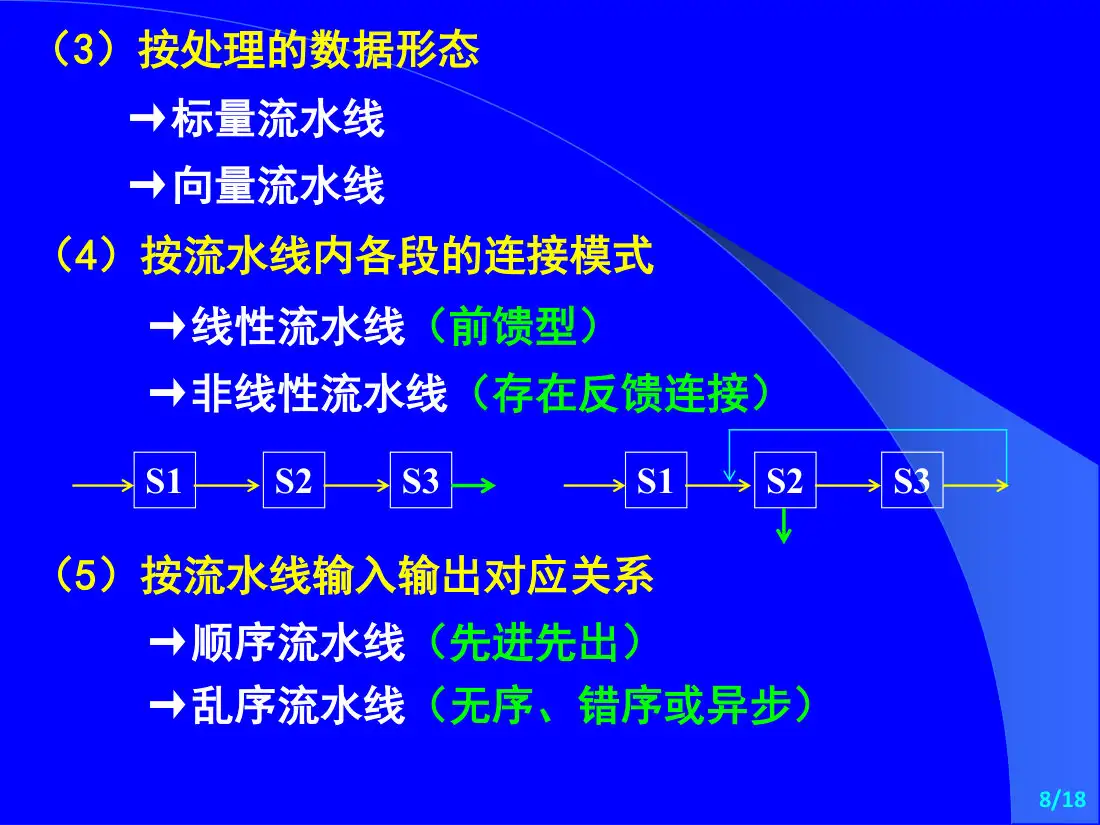 （3）按处理的数据形态
→标量流水线
→向量流水线
（4）按流水线内各段的连接模式
→线性流水线（前馈型）
→非线性流水线（存在反馈连接）
S1 S2 S3 S1 S2 S3
（5）按流水线输入输出对应关系
→顺序流水线（先进先出）
→乱序流水线（无序、错序或异步）
8/18